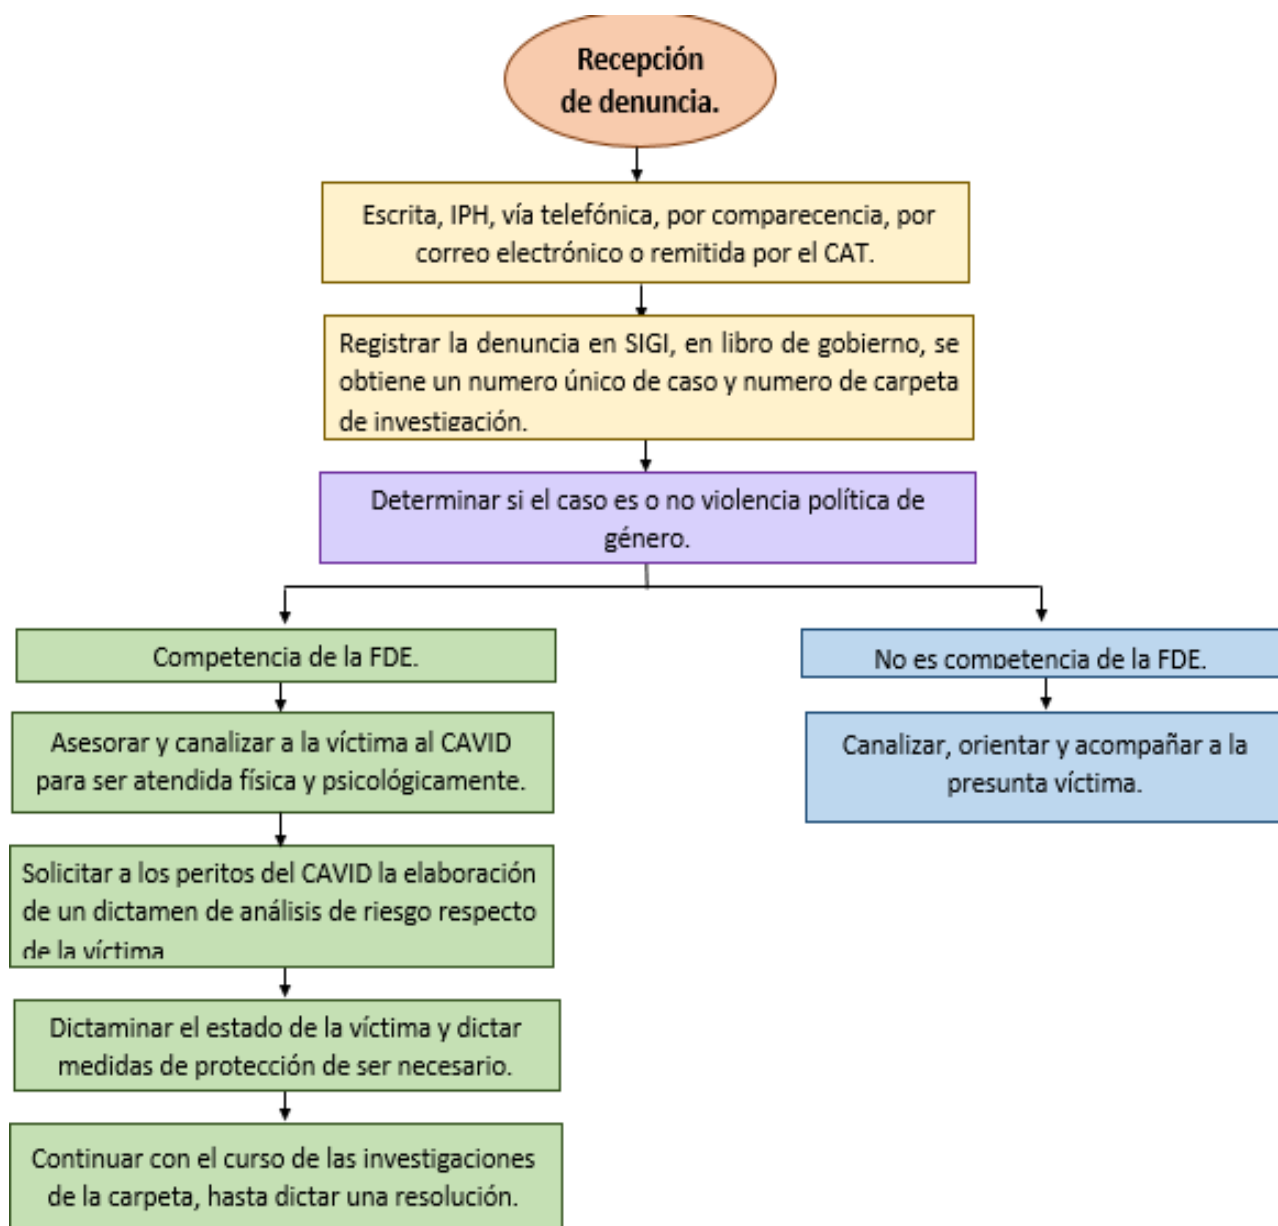 Recepción
de denuncia.
Escrita, IPH, vía telefónica, por comparecencia, por
correo electrónico o remitida por el CAT.
Registrar la denuncia en SIGI, en libro de gobierno, se
obtiene un numero único de caso y numero de carpeta
de investigación.
Determinar si el caso es o no violencia política de
género.
Competencia de la FDE.
No es competencia de la FDE.
Asesorar y canalizar a la víctima al CAVID
para ser atendida física y psicológicamente.
Canalizar, orientar y acompañar a la
presunta víctima.
Solicitar a los peritos del CAVID la elaboración
de un dictamen de análisis de riesgo respecto
de la víctima
Dictaminar el estado de la víctima y dictar
medidas de protección de ser necesario.
Continuar con el curso de las investigaciones
de la carpeta, hasta dictar una resolución.